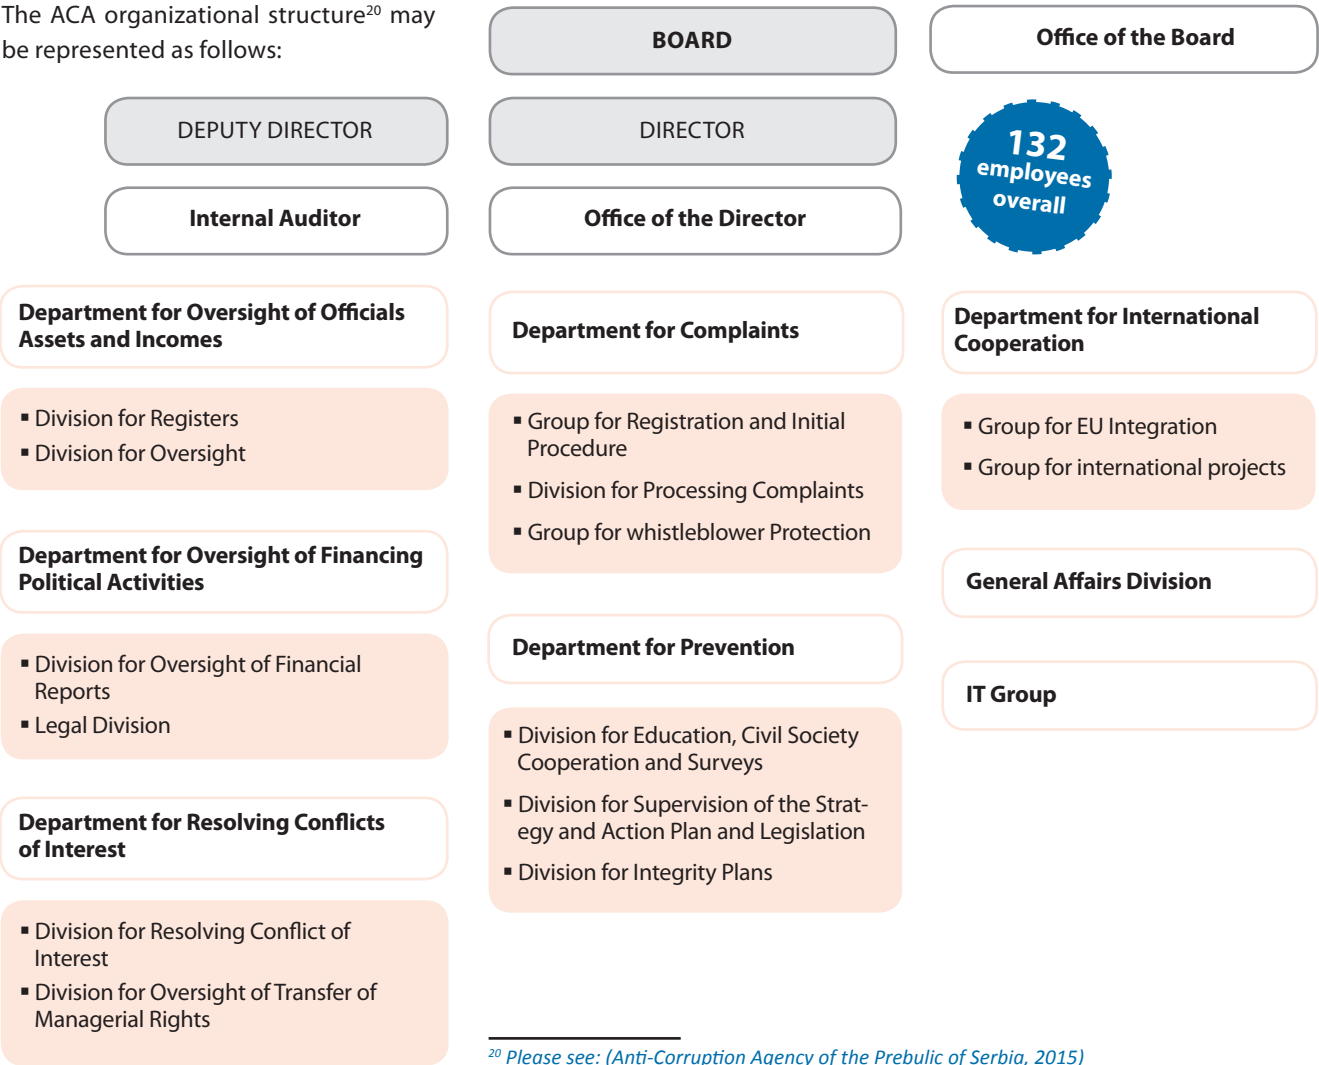 The ACA organizational structure20 may
be represented as follows:
BOARD
Office of the Board
DEPUTY DIRECTOR
DIRECTOR
132
employees
overall
Internal Auditor
Office of the Director
Department for Oversight of Officials
Assets and Incomes
▪ Division for Registers
▪ Division for Oversight
Department for Oversight of Financing
Political Activities
▪ Division for Oversight of Financial
Reports
▪ Legal Division
Department for Resolving Conflicts
of Interest
▪ Division for Resolving Conflict of
Interest
▪ Division for Oversight of Transfer of
Managerial Rights
Department for Complaints
▪ Group for Registration and Initial
Procedure
▪ Division for Processing Complaints
▪ Group for whistleblower Protection
Department for Prevention
▪ Division for Education, Civil Society
Cooperation and Surveys
▪ Division for Supervision of the Strat-
egy and Action Plan and Legislation
▪ Division for Integrity Plans
Department for International
Cooperation
▪ Group for EU Integration
▪ Group for international projects
General Affairs Division
IT Group
20 Please see: (Anti-Corruption Agency of the Prebulic of Serbia, 2015)